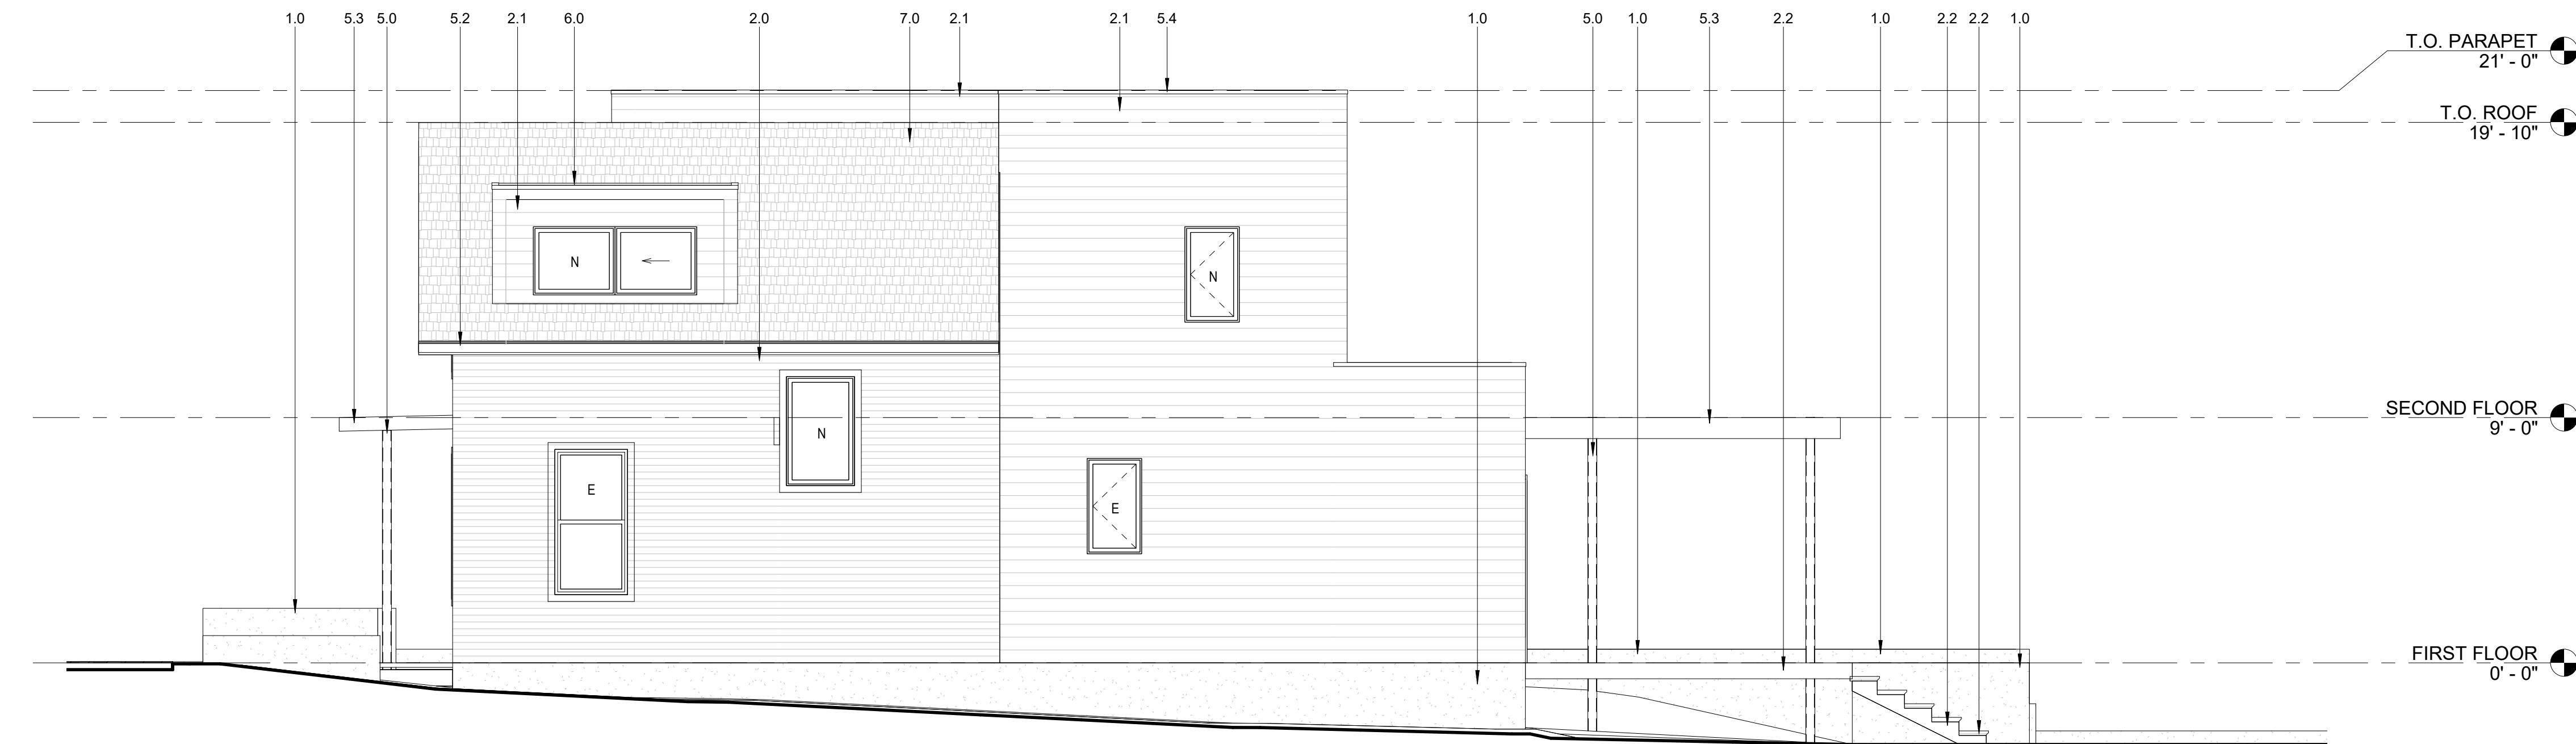 1.0 5.3 5.0 5.2 2.1 6.0 2.0 7.0 2.1 2.1 5.4 1.0 5.0 1.0 5.3 2.2 1.0 2.2 2.2 1.0
T.O. PARAPET
21' - 0"
T.O. ROOF
19' - 10"
N
N
SECOND FLOOR
9' - 0"
N
E
E
FIRST FLOOR
0' - 0"